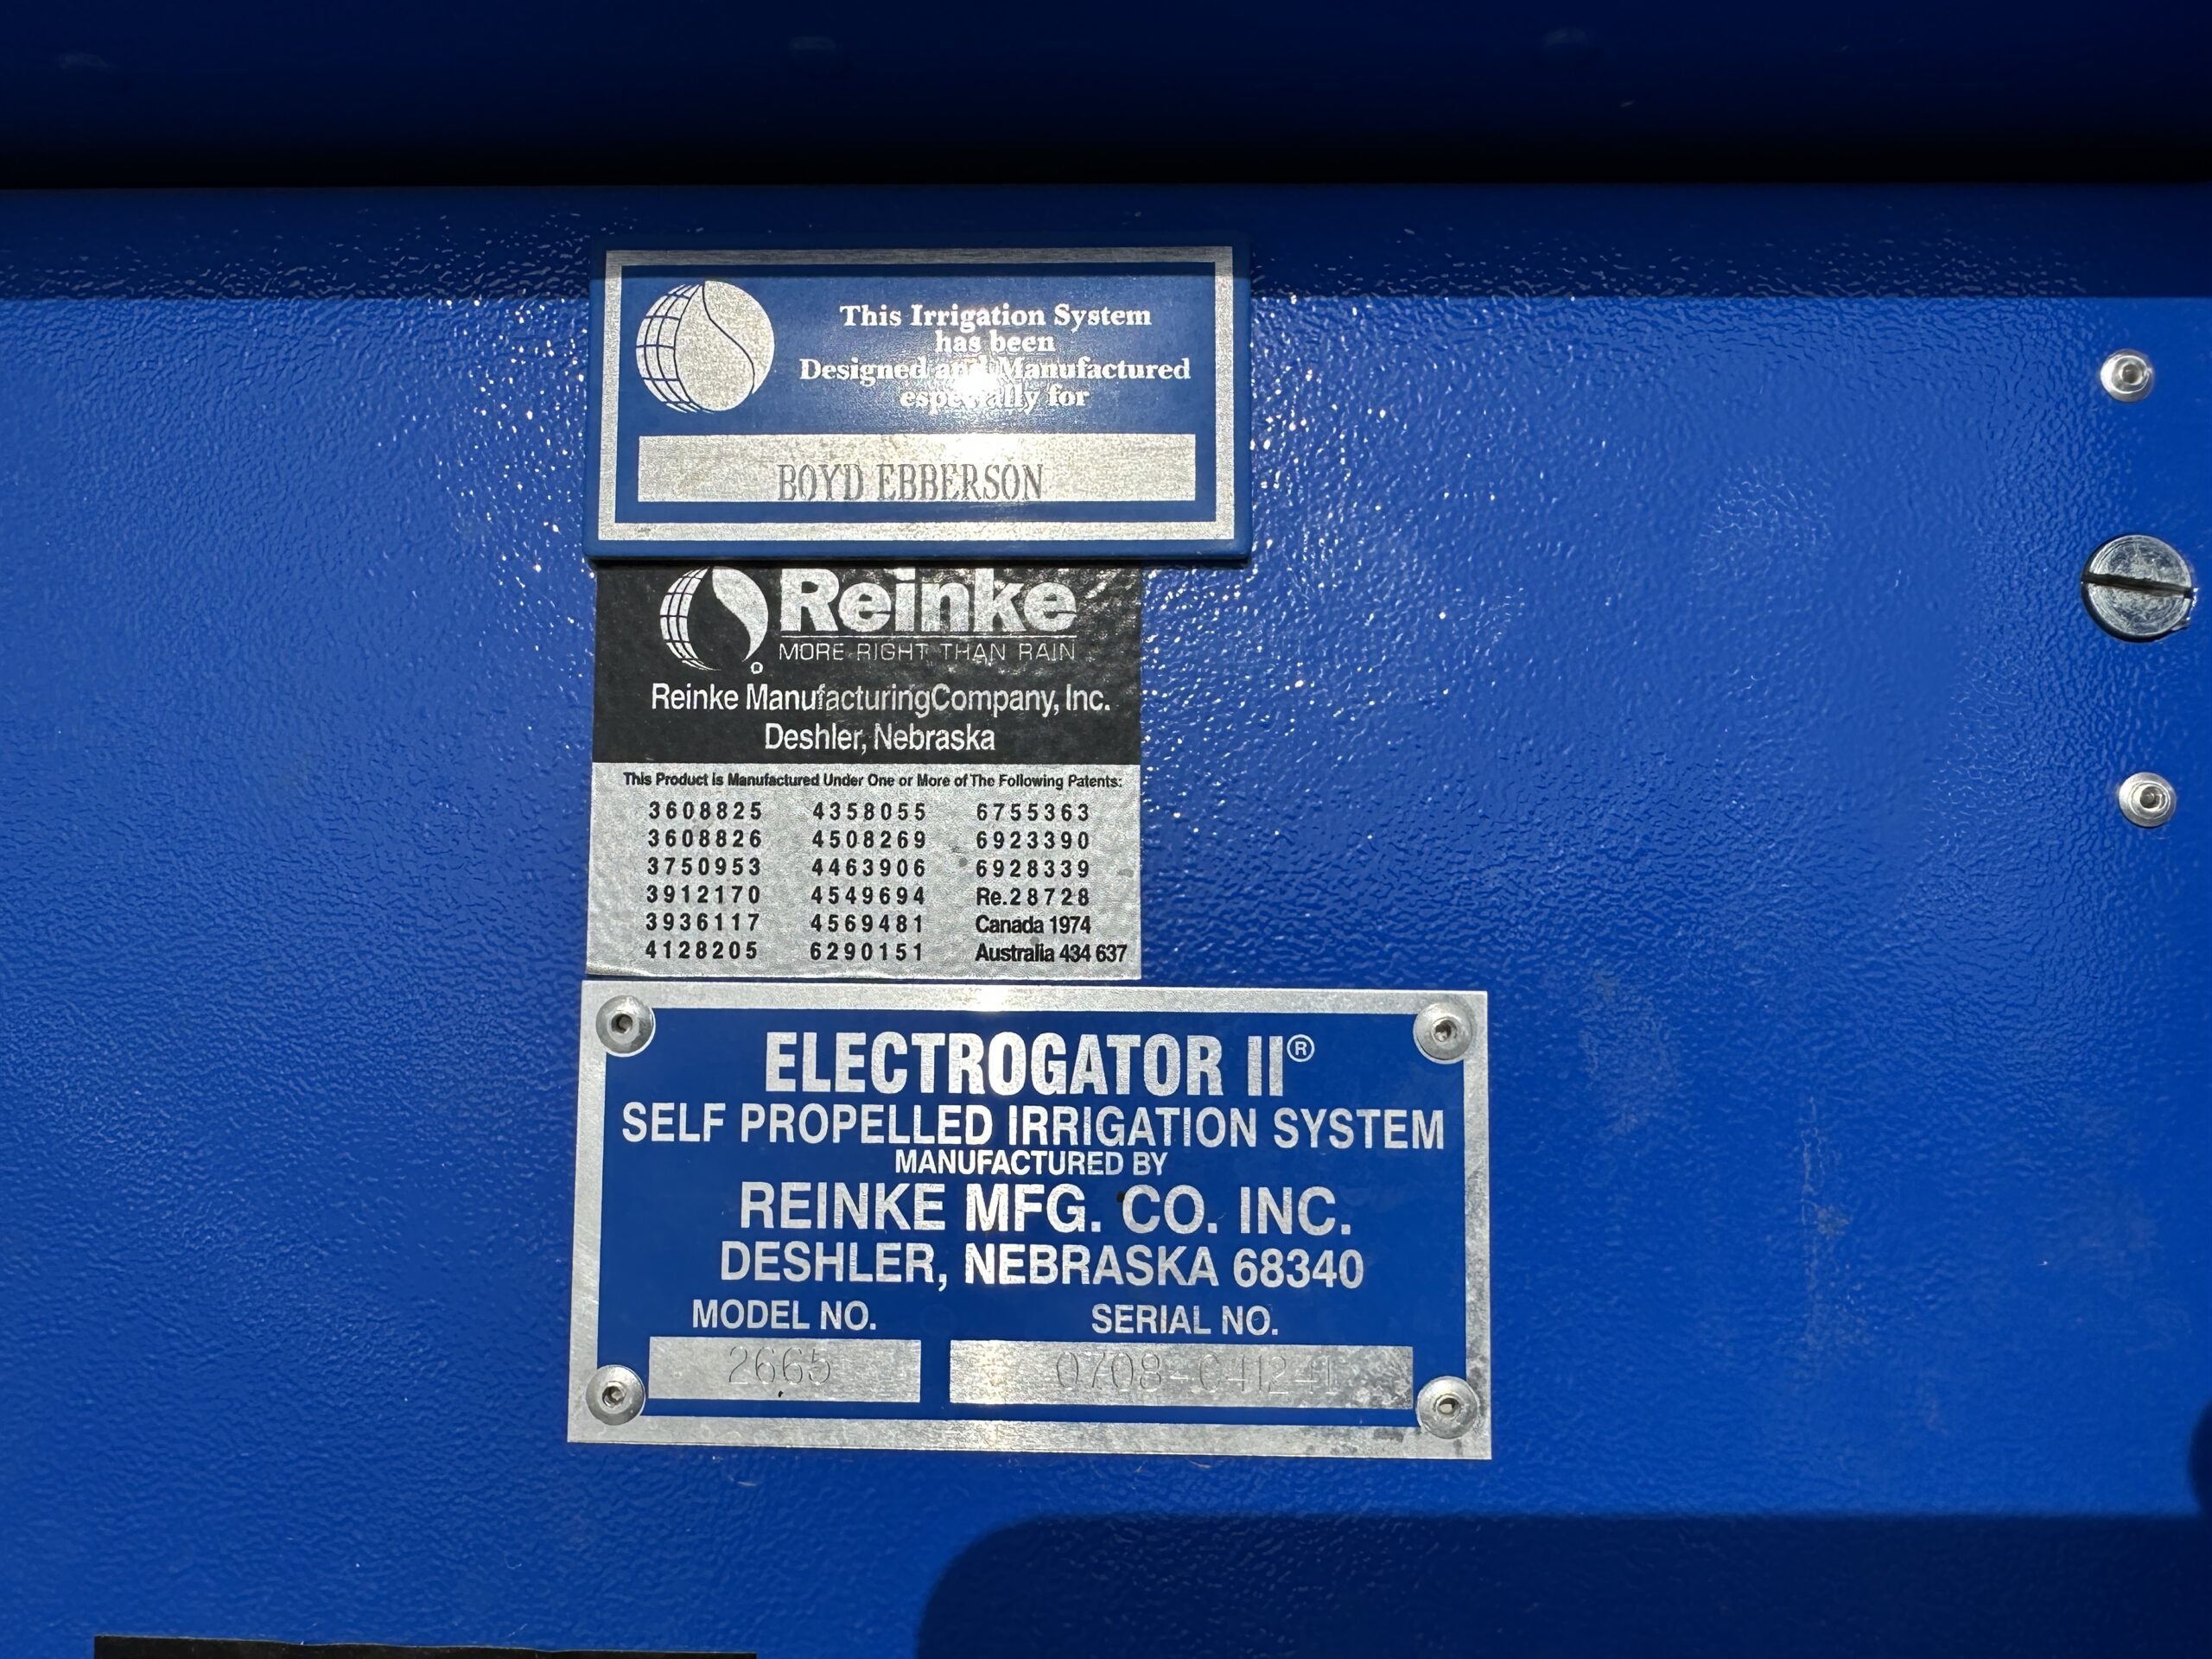 This Irrigation System
has been
Designed and Manufactured
especially for
BOYD EBBERSON
Reinke
MORE RIGHT THAN RAIN
Reinke ManufacturingCompany, Inc.
Deshler, Nebraska
This Product is Manufactured Under One or More of The Following Patents:
3608825 4358055 6755363
3608826 4508269 6923390
3750953 4463906 6928339
3912170 4549694 Re.28728
3936117 4569481 Canada 1974
4128205 6290151 Australia 434 637
ELECTROGATOR II®
SELF PROPELLED IRRIGATION SYSTEM
MANUFACTURED BY
REINKE MFG. CO. INC.
DESHLER, NEBRASKA 68340
MODEL NO. SERIAL NO.
2665